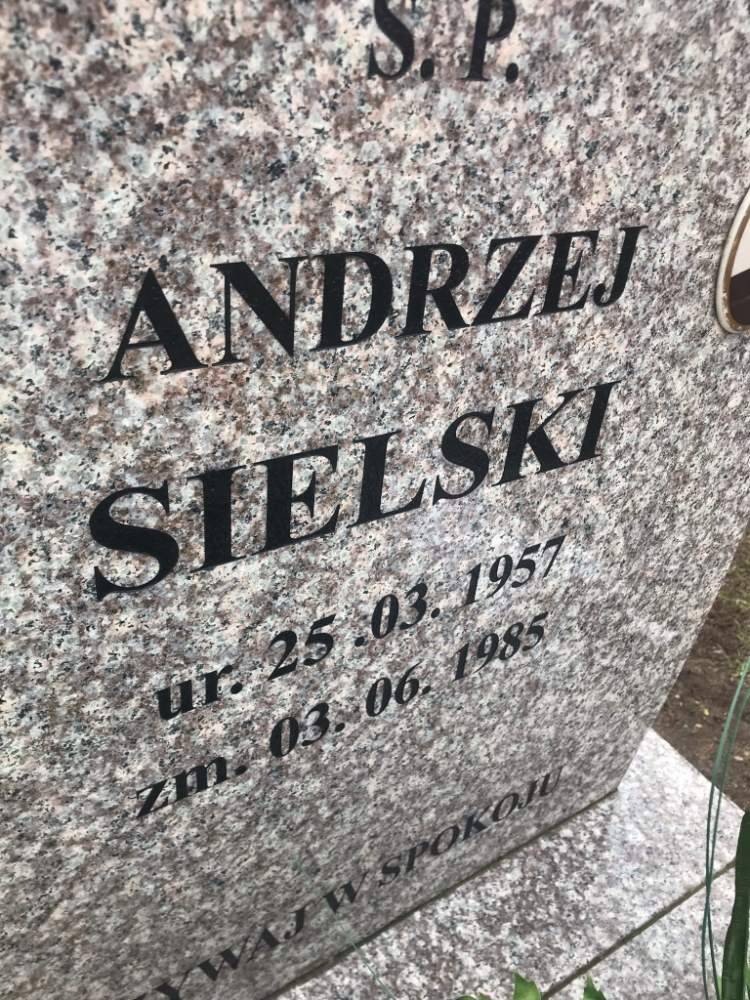 Ś. P.
ANDRZEJ
SIELSKI
ur. 25 .03. 1957
zm. 03. 06. 1985
W SPOKOJU